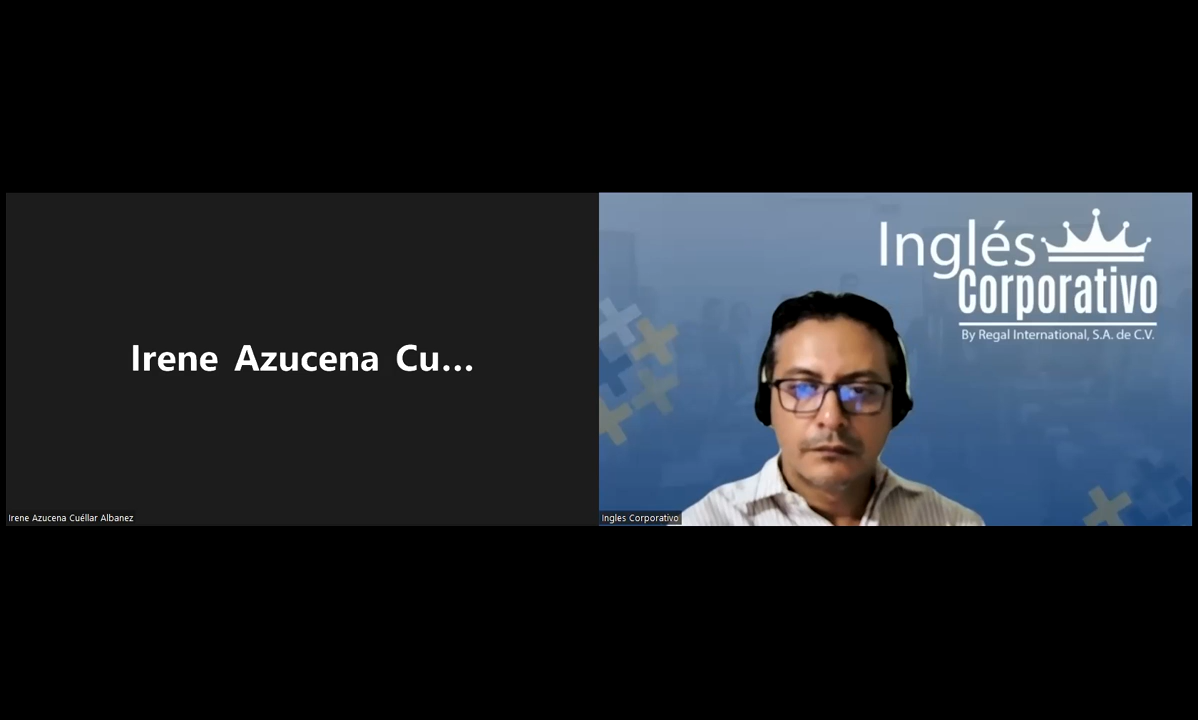 Irene Azucena Cu...
Irene Azucena Cuéllar Albanez
Inglés
Corporativo
By Regal International, S.A. de C.V.
Ingles Corporativo